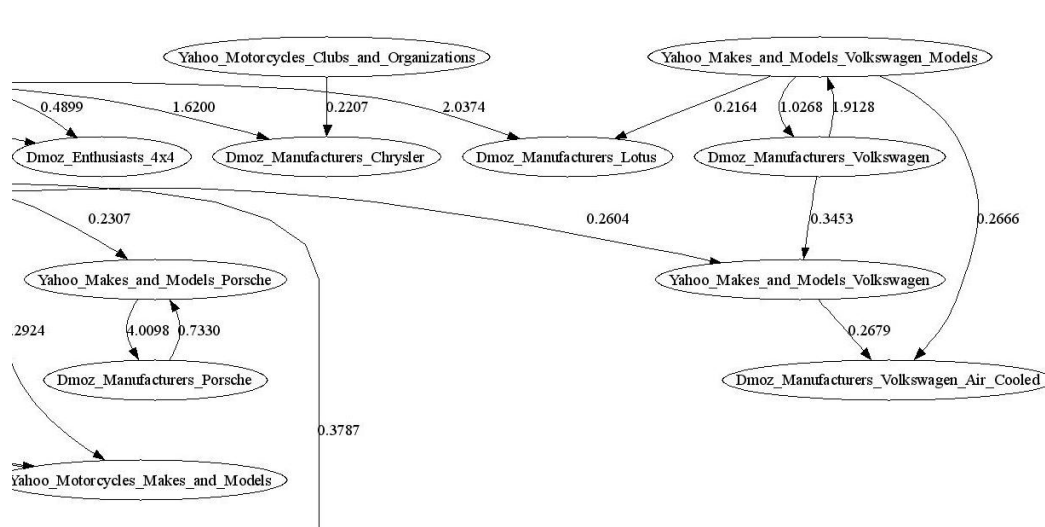 Yahoo_Motorcycles_Clubs_and_Organizations
Yahoo_Makes_and_Models_Volkswagen_Models
0.4899
1.6200
0.2207
2.0374
0.2164
1.0268
1.9128
Dmoz_Enthusiasts_4x4
Dmoz_Manufacturers_Chrysler
Dmoz_Manufacturers_Lotus
Dmoz_Manufacturers_Volkswagen
0.2307
0.2604
0.3453
0.2666
Yahoo_Makes_and_Models_Porsche
Yahoo_Makes_and_Models_Volkswagen
.2924
4.0098
0.7330
0.2679
Dmoz_Manufacturers_Porsche
Dmoz_Manufacturers_Volkswagen_Air_Cooled
0.3787
Yahoo_Motorcycles_Makes_and_Models